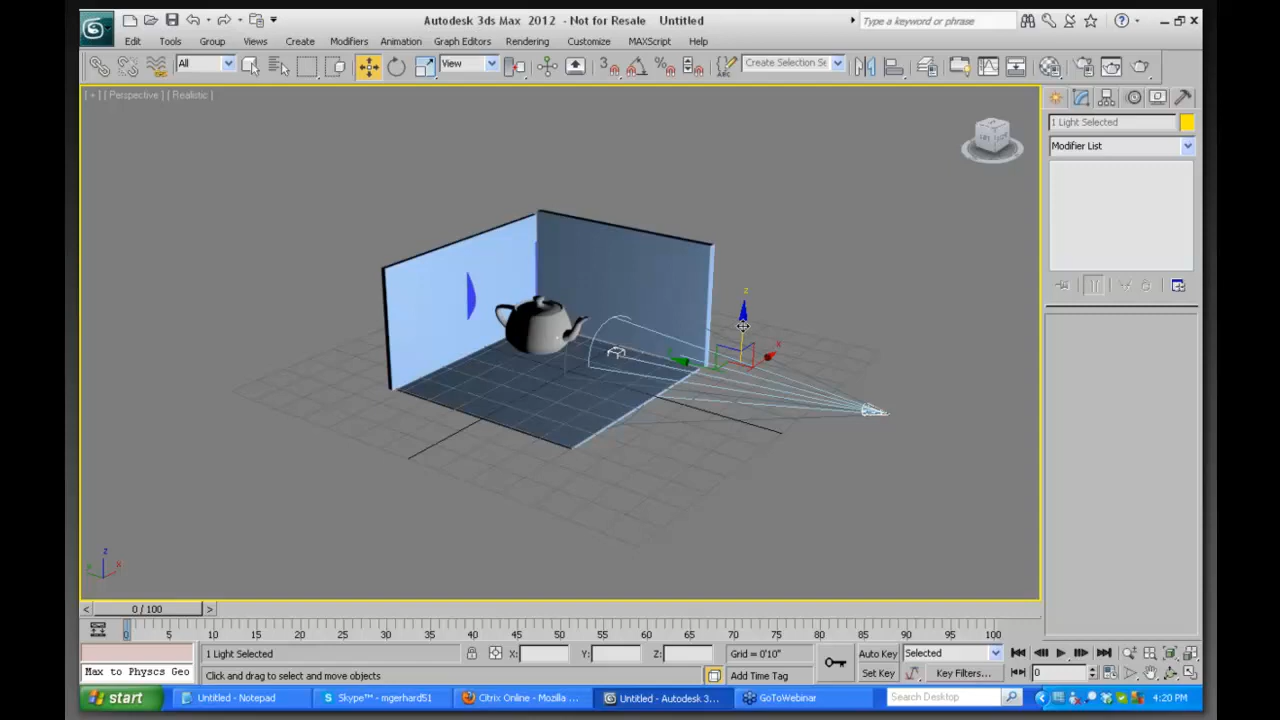 Autodesk 3ds Max 2012 - Not for Resale Untitled
Type a keyword or phrase
Edit Tools Group Views Create Modifiers Animation Graph Editors Rendering Customize MAXScript Help
All View 3 Create Selection Se
[ + ] [ Perspective ] [ Realistic ]
1 Light Selected
Modifier List
z
x
z
x
0 / 100
0 5 10 15 20 25 30 35 40 45 50 55 60 65 70 75 80 85 90 95 100
1 Light Selected X: Y: Z: Grid = 0'10" Auto Key Selected
Max to Physcs Geo Click and drag to select and move objects Add Time Tag Set Key Key Filters... 0
start Untitled - Notepad Skype™ - mgerhard51 Citrix Online - Mozilla ... Untitled - Autodesk 3... GoToWebinar Search Desktop 4:20 PM